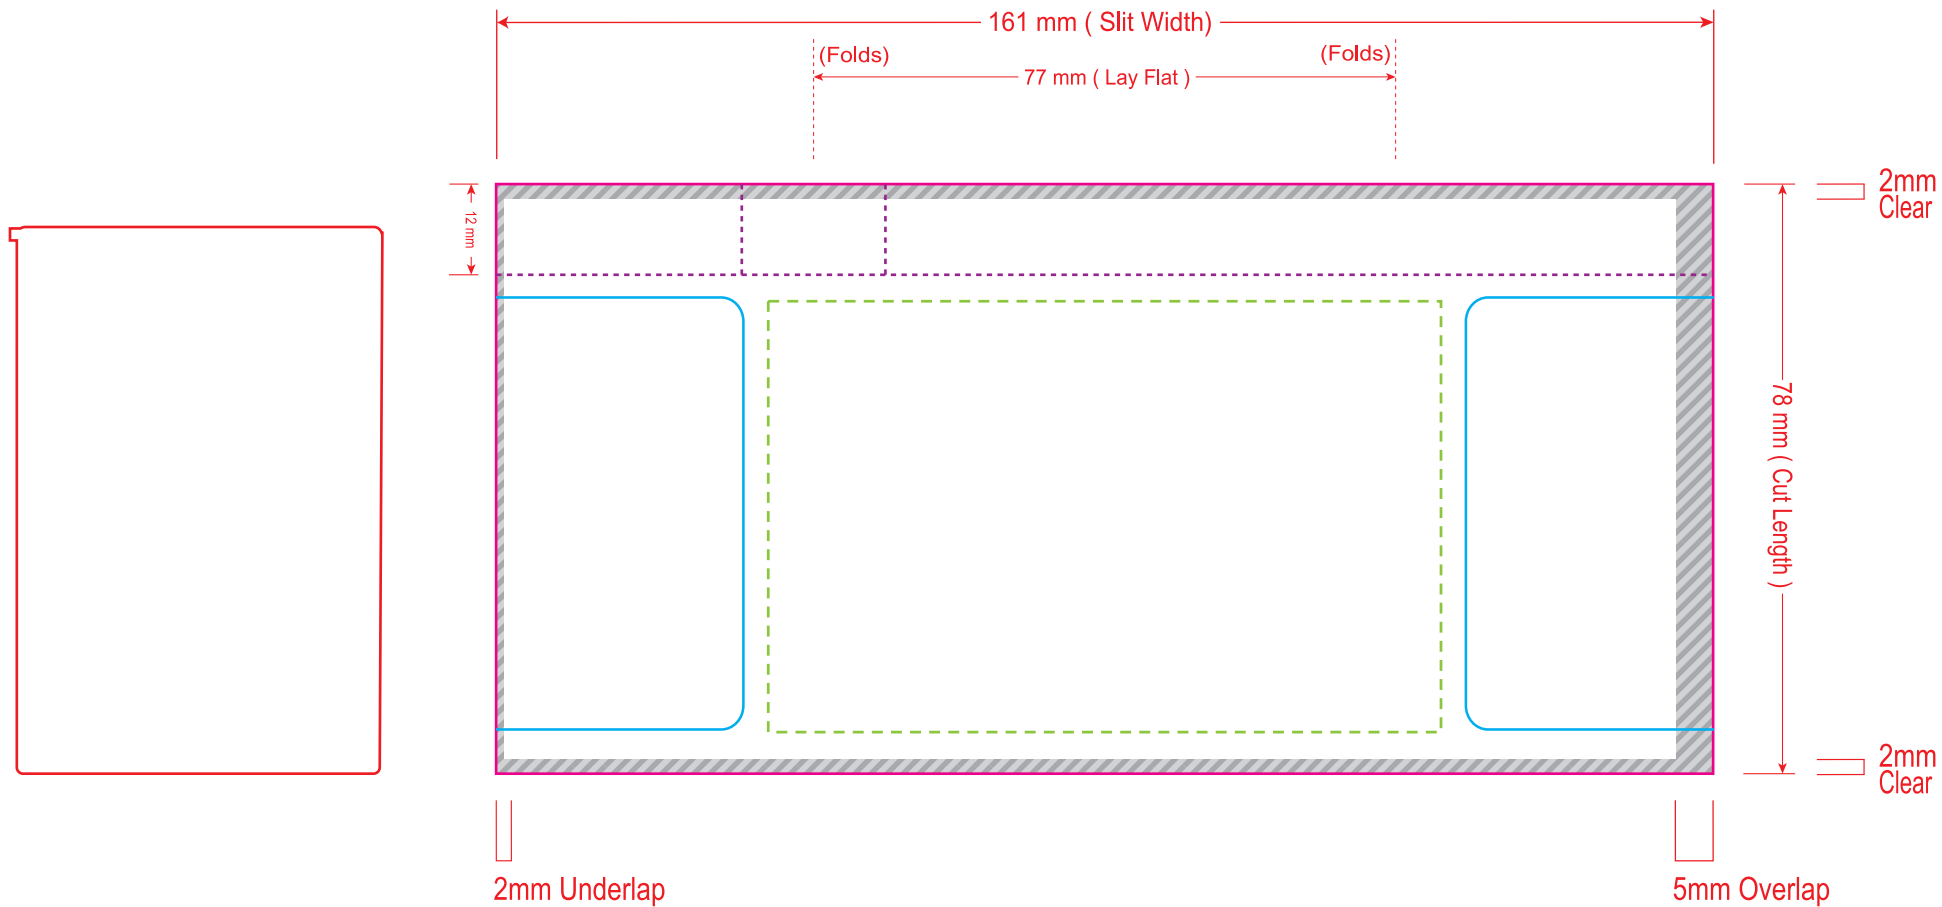 161 mm ( Slit Width)
(Folds)
(Folds)
77 mm ( Lay Flat )
2mm
Clear
12 mm
78 mm ( Cut Length )
2mm
Clear
2mm Underlap
5mm Overlap